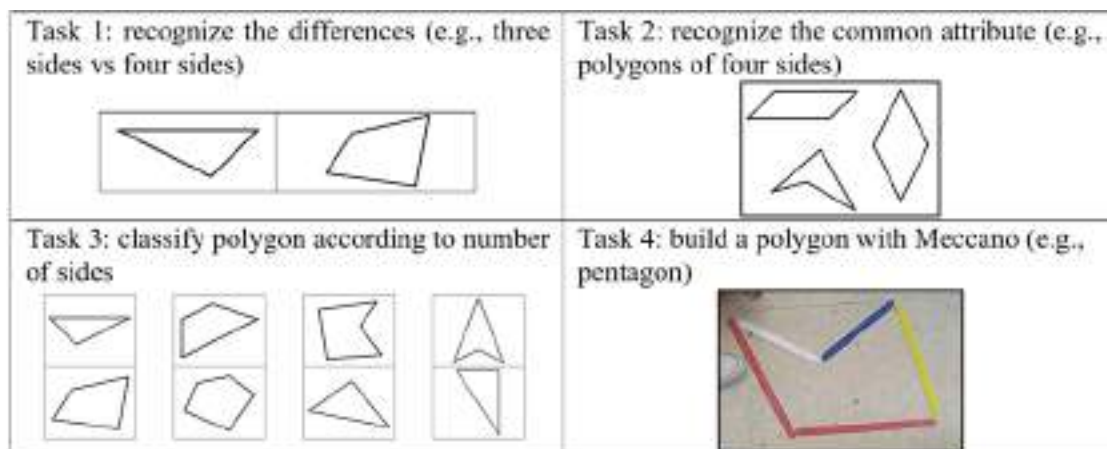 Task 1: recognize the differences (e.g., three
sides vs four sides)
Task 2: recognize the common attribute (e.g.,
polygons of four sides)
Task 3: classify polygon according to number
of sides
Task 4: build a polygon with Meccano (e.g.,
pentagon)